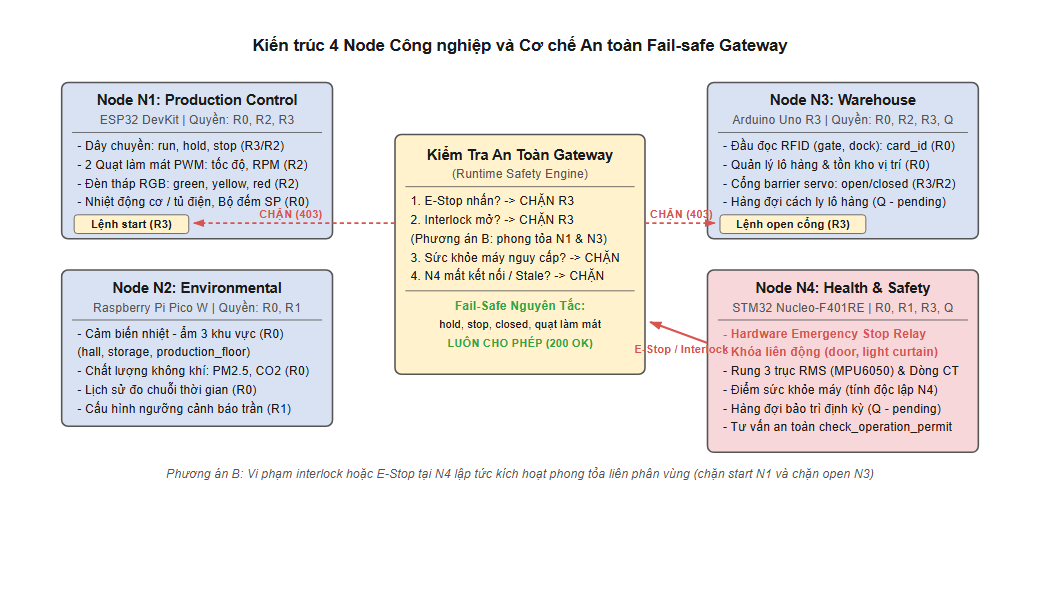 Kiến trúc 4 Node Công nghiệp và Cơ chế An toàn Fail-safe Gateway
Node N1: Production Control
ESP32 DevKit | Quyền: R0, R2, R3
- Dây chuyền: run, hold, stop (R3/R2)
- 2 Quạt làm mát PWM: tốc độ, RPM (R2)
- Đèn tháp RGB: green, yellow, red (R2)
- Nhiệt động cơ / tủ điện, Bộ đếm SP (R0)
Lệnh start (R3)
CHẶN (403)
Node N2: Environmental
Raspberry Pi Pico W | Quyền: R0, R1
- Cảm biến nhiệt - ẩm 3 khu vực (R0)
(hall, storage, production_floor)
- Chất lượng không khí: PM2.5, CO2 (R0)
- Lịch sử đo chuỗi thời gian (R0)
- Cấu hình ngưỡng cảnh báo trần (R1)
Kiểm Tra An Toàn Gateway
(Runtime Safety Engine)
1. E-Stop nhấn? -> CHẶN R3
2. Interlock mở? -> CHẶN R3
(Phương án B: phong tỏa N1 & N3)
3. Sức khỏe máy nguy cấp? -> CHẶN
4. N4 mất kết nối / Stale? -> CHẶN
Fail-Safe Nguyên Tắc:
hold, stop, closed, quạt làm mát
LUÔN CHO PHÉP (200 OK)
Node N3: Warehouse
Arduino Uno R3 | Quyền: R0, R2, R3, Q
- Đầu đọc RFID (gate, dock): card_id (R0)
- Quản lý lô hàng & tồn kho vị trí (R0)
- Cổng barrier servo: open/closed (R3/R2)
- Hàng đợi cách ly lô hàng (Q - pending)
CHẶN (403)
Lệnh open cổng (R3)
Node N4: Health & Safety
STM32 Nucleo-F401RE | R0, R1, R3, Q
- Hardware Emergency Stop Relay
- Khóa liên động (door, light curtain)
- Rung 3 trục RMS (MPU6050) & Dòng CT
- Điểm sức khỏe máy (tính độc lập N4)
- Hàng đợi bảo trì định kỳ (Q - pending)
- Tư vấn an toàn check_operation_permit
E-Stop / Interlock
Phương án B: Vi phạm interlock hoặc E-Stop tại N4 lập tức kích hoạt phong tỏa liên phân vùng (chặn start N1 và chặn open N3)